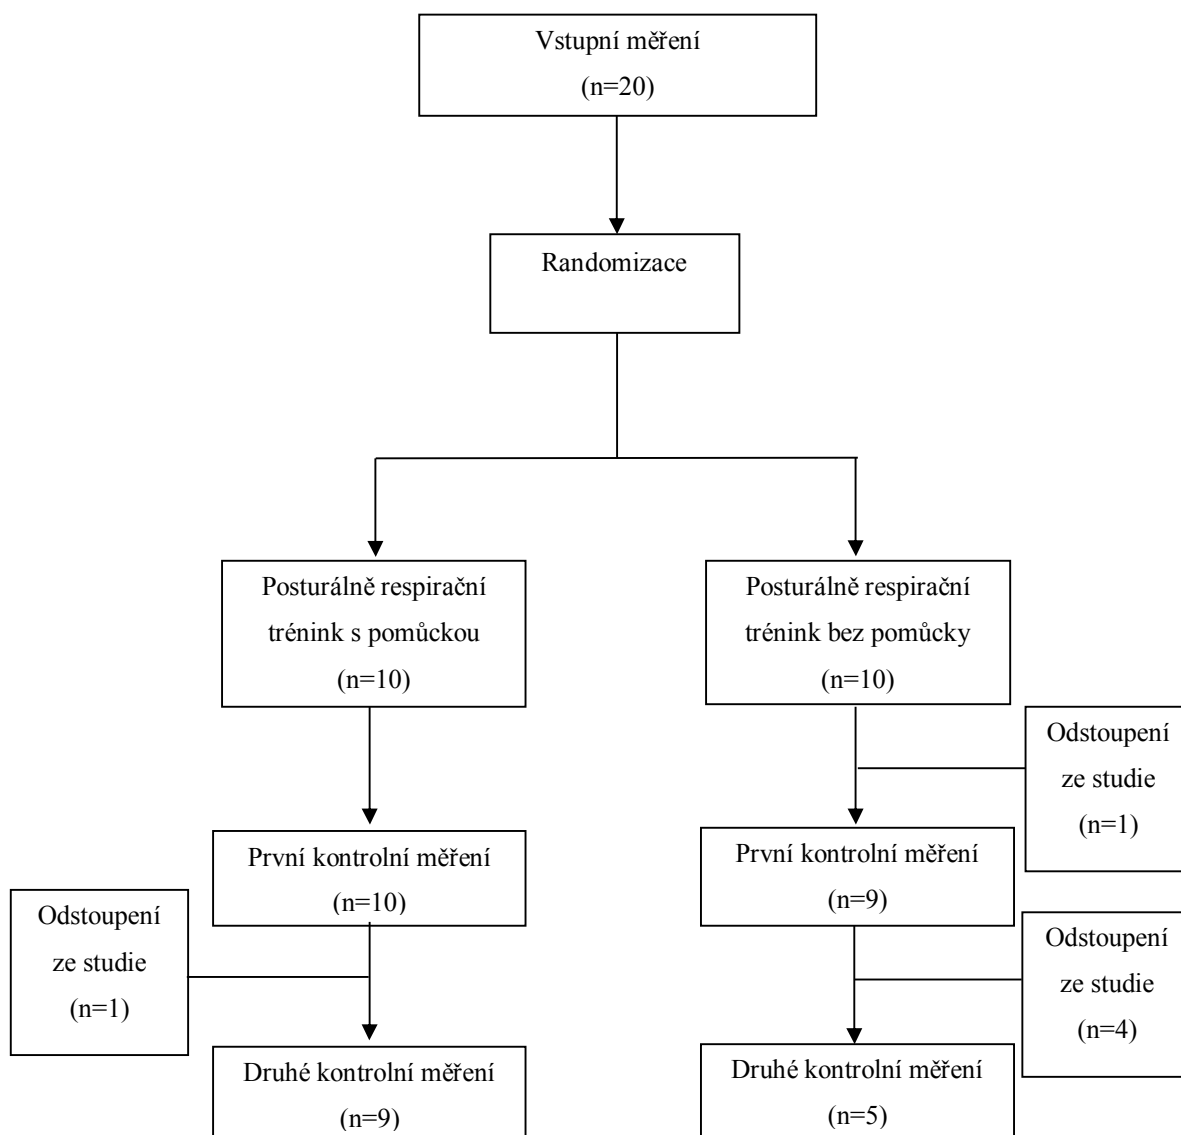 Vstupní měření
(n=20)
Randomizace
Posturálně respirační
trénink s pomůckou
(n=10)
Posturálně respirační
trénink bez pomůcky
(n=10)
Odstoupení
ze studie
(n=1)
První kontrolní měření
(n=10)
První kontrolní měření
(n=9)
Odstoupení
ze studie
(n=1)
Odstoupení
ze studie
(n=4)
Druhé kontrolní měření
(n=9)
Druhé kontrolní měření
(n=5)